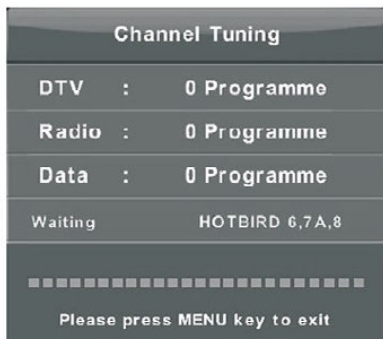 Channel Tuning
DTV : 0 Programme
Radio : 0 Programme
Data : 0 Programme
Waiting HOTBIRD 6,7A,8
Please press MENU key to exit